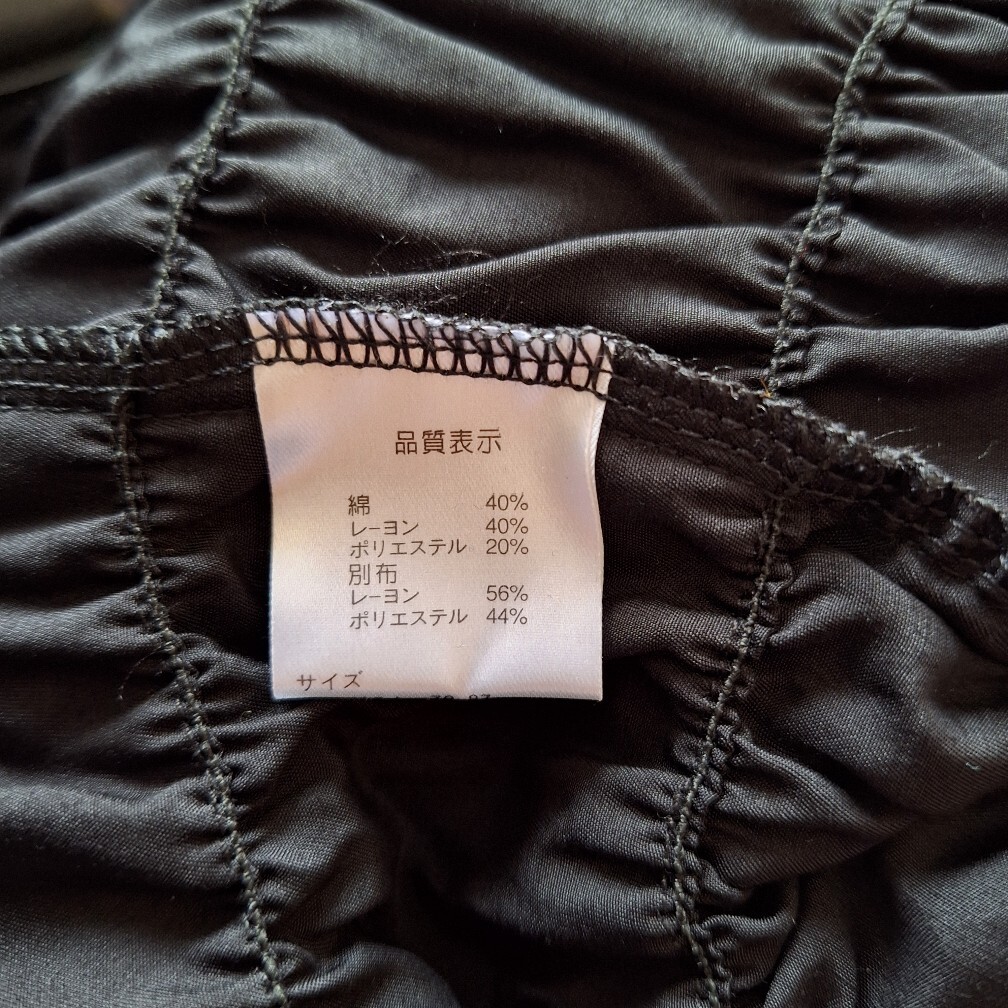 品質表示
綿 40%
レーヨン 40%
ポリエステル 20%
別布
レーヨン 56%
ポリエステル 44%
サイズ